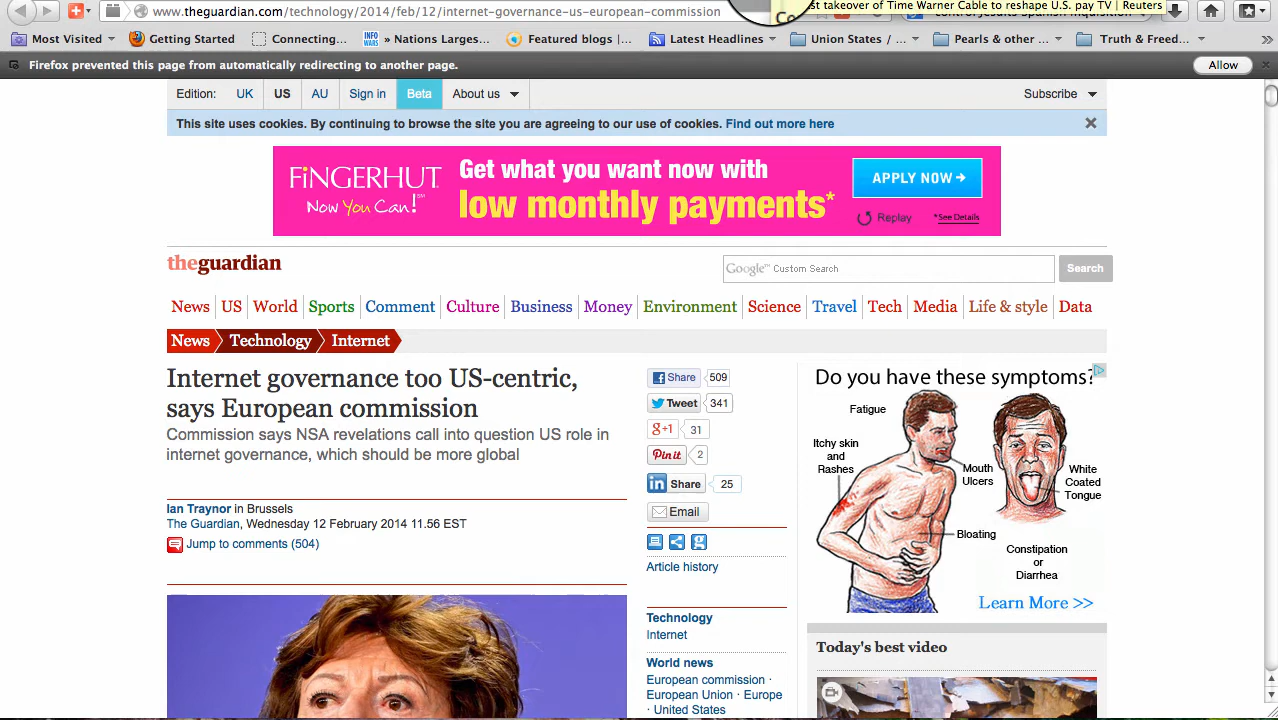 www.theguardian.com/technology/2014/feb/12/internet-governance-us-european-commission
st takeover of Time Warner Cable to reshape U.S. pay TV | Reuters
Most Visited
Getting Started
Connecting...
INFO WARS
» Nations Larges...
Featured blogs |...
Latest Headlines
Union States / ...
Pearls & other ...
Truth & Freed...
Firefox prevented this page from automatically redirecting to another page.
Allow
Edition: UK US AU Sign in Beta About us
Subscribe
This site uses cookies. By continuing to browse the site you are agreeing to our use of cookies. Find out more here
FiNGERHUT
Now You Can!
Get what you want now with
low monthly payments*
APPLY NOW
Replay
*See Details
theguardian
Google™ Custom Search
Search
News US World Sports Comment Culture Business Money Environment Science Travel Tech Media Life & style Data
News Technology Internet
Internet governance too US-centric,
says European commission
Commission says NSA revelations call into question US role in
internet governance, which should be more global
Ian Traynor in Brussels
The Guardian, Wednesday 12 February 2014 11.56 EST
Jump to comments (504)
Share 509
Tweet 341
g+1 31
Pin it 2
in Share 25
Email
Article history
Technology
Internet
World news
European commission ·
European Union · Europe
· United States
Do you have these symptoms?
Fatigue
Itchy skin
and
Rashes
Mouth
Ulcers
White
Coated
Tongue
Bloating
Constipation
or
Diarrhea
Learn More >>
Today's best video